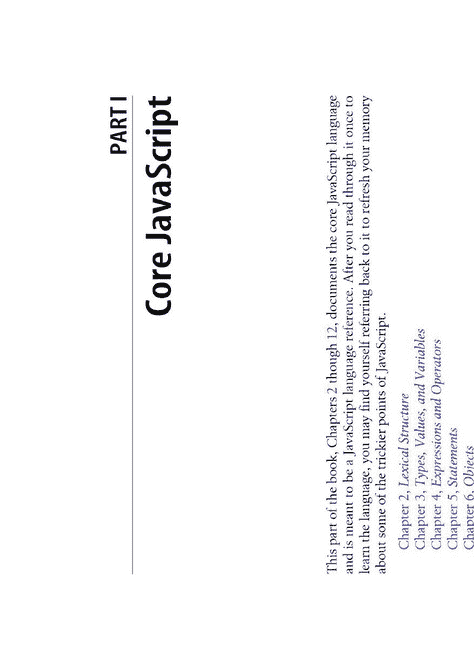 PART I
Core JavaScript
This part of the book, Chapters 2 though 12, documents the core JavaScript language
and is meant to be a JavaScript language reference. After you read through it once to
learn the language, you may find yourself referring back to it to refresh your memory
about some of the trickier points of JavaScript.
Chapter 2, Lexical Structure
Chapter 3, Types, Values, and Variables
Chapter 4, Expressions and Operators
Chapter 5, Statements
Chapter 6, Objects